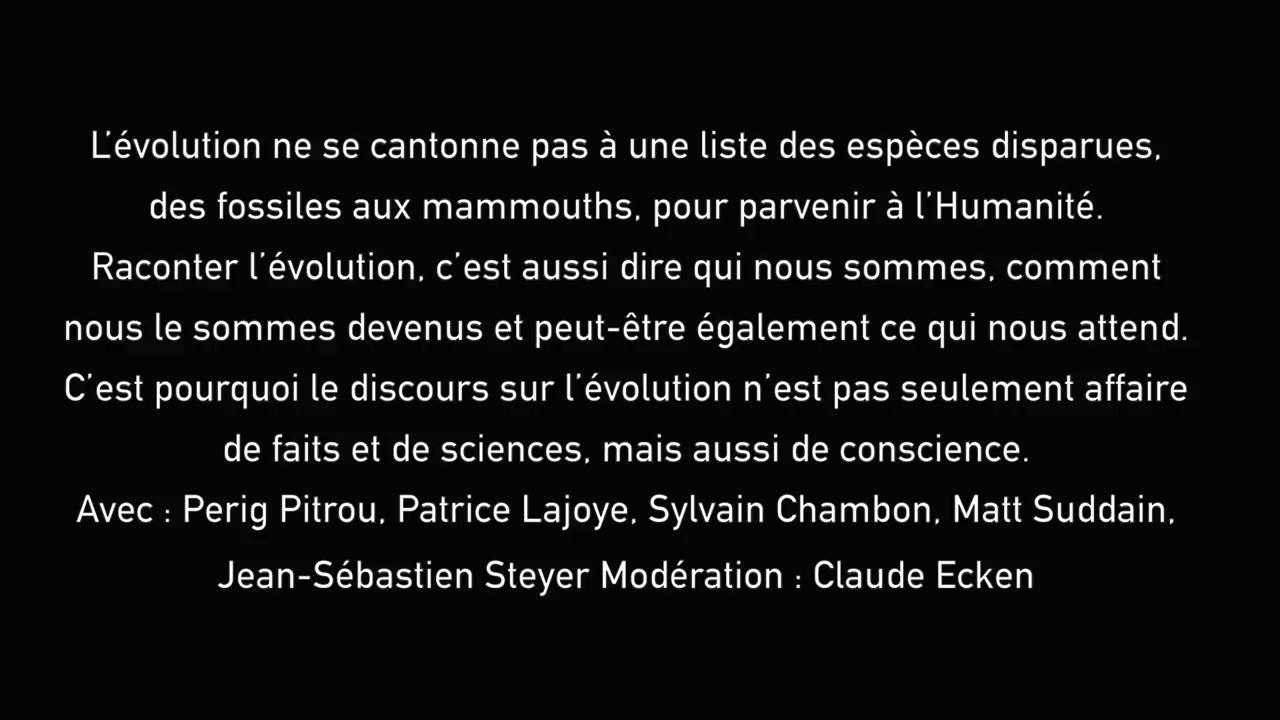 L’évolution ne se cantonne pas à une liste des espèces disparues,
des fossiles aux mammouths, pour parvenir à l’Humanité.
Raconter l’évolution, c’est aussi dire qui nous sommes, comment
nous le sommes devenus et peut-être également ce qui nous attend.
C’est pourquoi le discours sur l’évolution n’est pas seulement affaire
de faits et de sciences, mais aussi de conscience.
Avec : Perig Pitrou, Patrice Lajoye, Sylvain Chambon, Matt Suddain,
Jean-Sébastien Steyer Modération : Claude Ecken